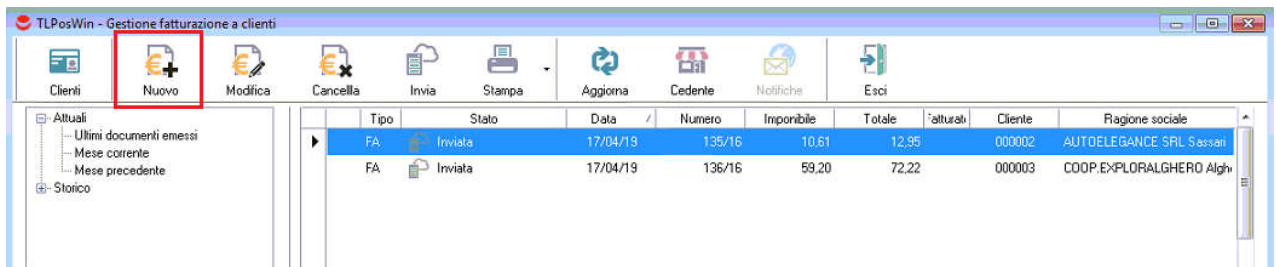 TLPosWin - Gestione fatturazione a clienti
Clienti Nuovo Modifica Cancella Invia Stampa Aggiorna Cedente Notifiche Esci
Attuali
Ultimi documenti emessi
Mese corrente
Mese precedente
Storico
Tipo Stato Data Numero Imponibile Totale Cliente Ragione sociale
FA Inviata 17/04/19 135/16 10,61 12,95 000002 AUTOELEGANCE SRL Sassari
FA Inviata 17/04/19 136/16 59,20 72,22 000003 COOP.EXPLORALGHERO